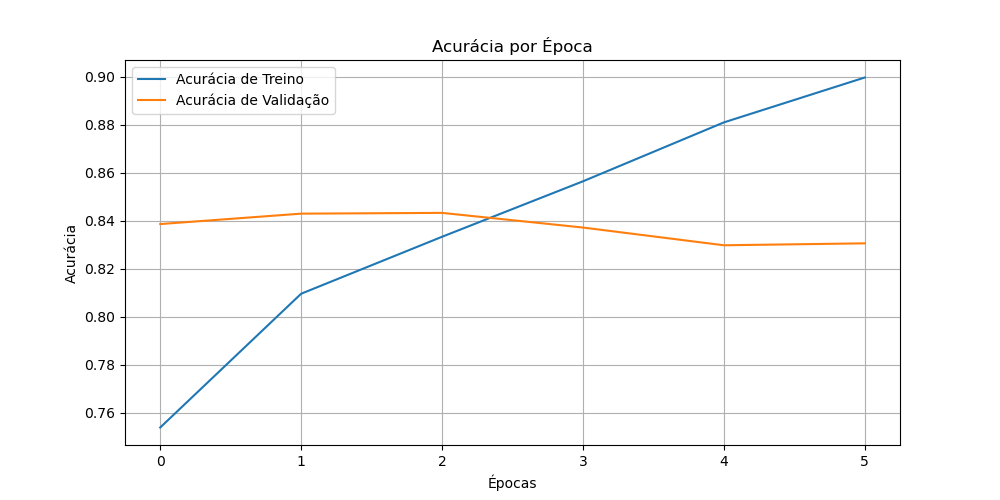 Acurácia por Época
Acurácia de Treino
Acurácia de Validação
Acurácia
0.90
0.88
0.86
0.84
0.82
0.80
0.78
0.76
0 1 2 3 4 5
Épocas